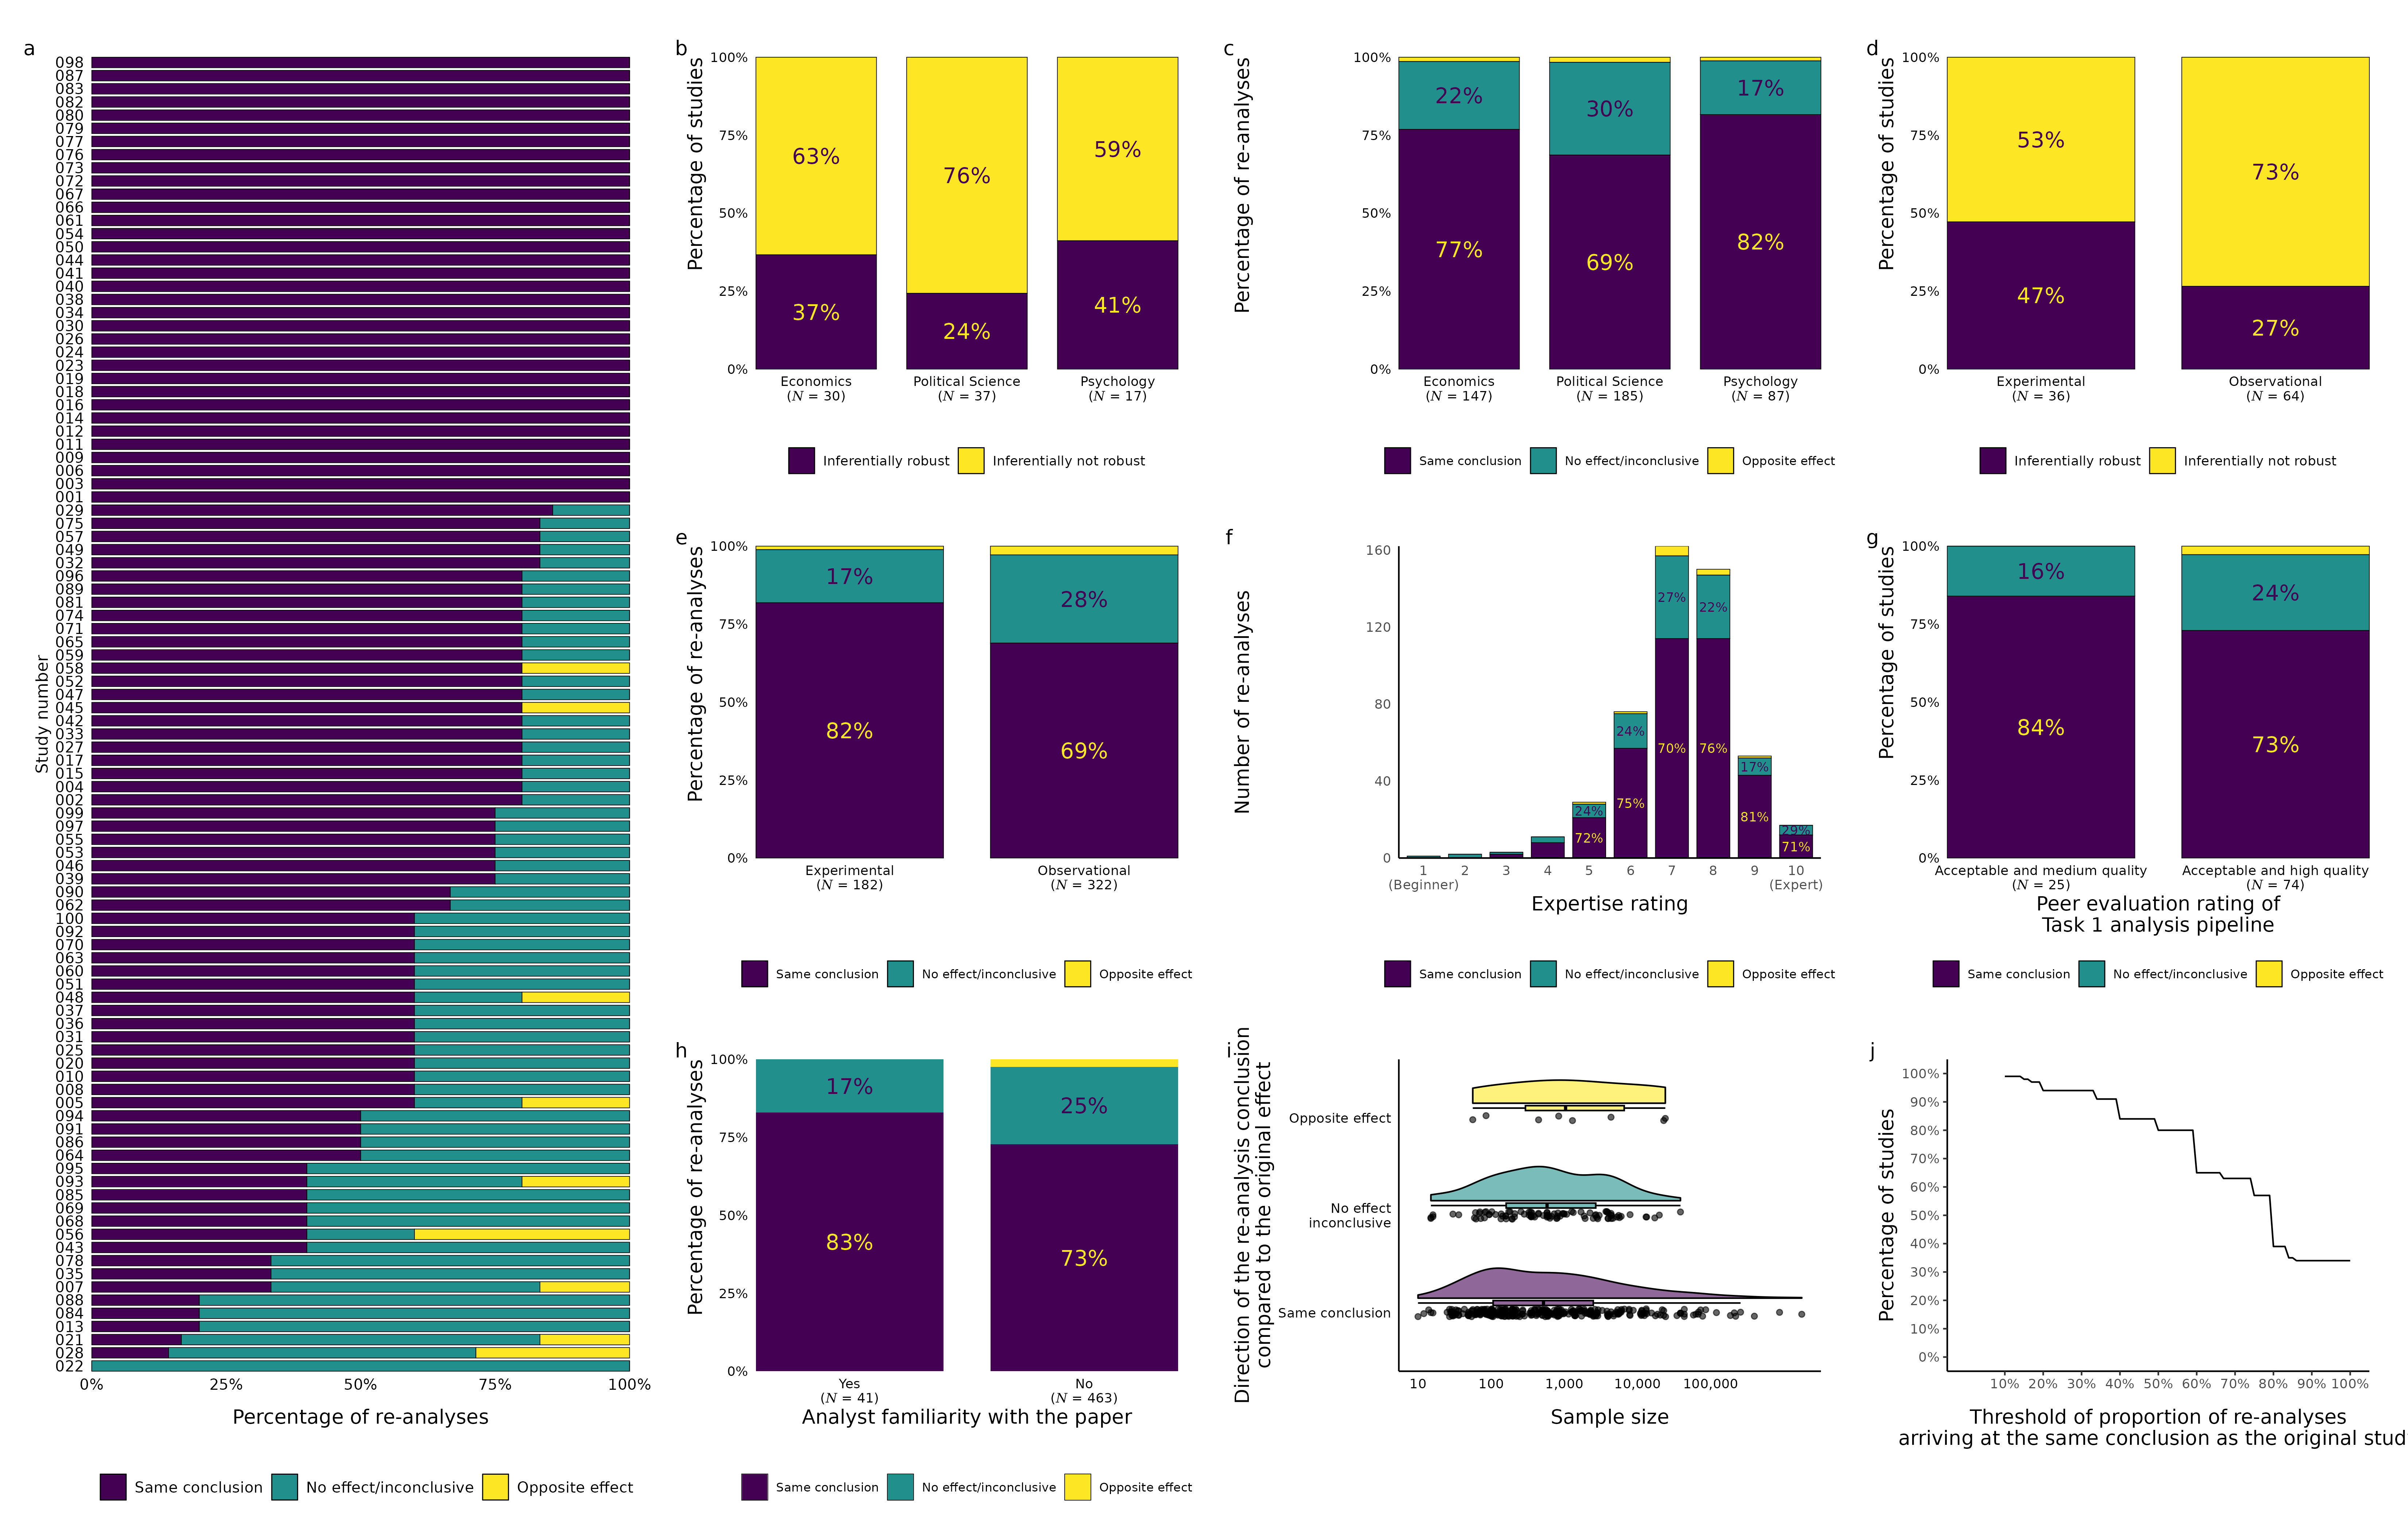 a
098
087
083
082
080
079
077
076
073
072
067
066
061
054
050
044
041
040
038
034
030
026
024
023
019
018
016
014
012
011
009
006
003
001
029
075
057
049
032
096
089
081
074
071
065
059
058
052
047
045
042
033
027
017
015
004
002
099
097
055
053
046
039
090
062
100
092
070
063
060
051
048
037
036
031
025
020
010
008
005
094
091
086
064
095
093
085
069
068
056
043
078
035
007
088
084
013
021
028
022
Study number
0% 25% 50% 75% 100%
Percentage of re-analyses
Same conclusion No effect/inconclusive Opposite effect
b
Percentage of studies
100%
75%
50%
25%
0%
63% 76% 59%
37% 24% 41%
Economics Political Science Psychology
(N = 30) (N = 37) (N = 17)
Inferentially robust Inferentially not robust
c
Percentage of re-analyses
100%
75%
50%
25%
0%
22% 30% 17%
77% 69% 82%
Economics Political Science Psychology
(N = 147) (N = 185) (N = 87)
Same conclusion No effect/inconclusive Opposite effect
d
Percentage of studies
100%
75%
50%
25%
0%
53% 73%
47% 27%
Experimental Observational
(N = 36) (N = 64)
Inferentially robust Inferentially not robust
e
Percentage of re-analyses
100%
75%
50%
25%
0%
17% 28%
82% 69%
Experimental Observational
(N = 182) (N = 322)
Same conclusion No effect/inconclusive Opposite effect
f
Number of re-analyses
160
120
80
40
0
24% 24% 27% 22% 17% 29%
72% 75% 70% 76% 81% 71%
1 2 3 4 5 6 7 8 9 10
(Beginner) (Expert)
Expertise rating
Same conclusion No effect/inconclusive Opposite effect
g
Percentage of studies
100%
75%
50%
25%
0%
16% 24%
84% 73%
Acceptable and medium quality Acceptable and high quality
(N = 25) (N = 74)
Peer evaluation rating of
Task 1 analysis pipeline
Same conclusion No effect/inconclusive Opposite effect
h
Percentage of re-analyses
100%
75%
50%
25%
0%
17% 25%
83% 73%
Yes No
(N = 41) (N = 463)
Analyst familiarity with the paper
Same conclusion No effect/inconclusive Opposite effect
i
Direction of the re-analysis conclusion
compared to the original effect
Opposite effect
No effect
inconclusive
Same conclusion
10 100 1,000 10,000 100,000
Sample size
j
Percentage of studies
100%
90%
80%
70%
60%
50%
40%
30%
20%
10%
0%
10% 20% 30% 40% 50% 60% 70% 80% 90% 100%
Threshold of proportion of re-analyses
arriving at the same conclusion as the original stud